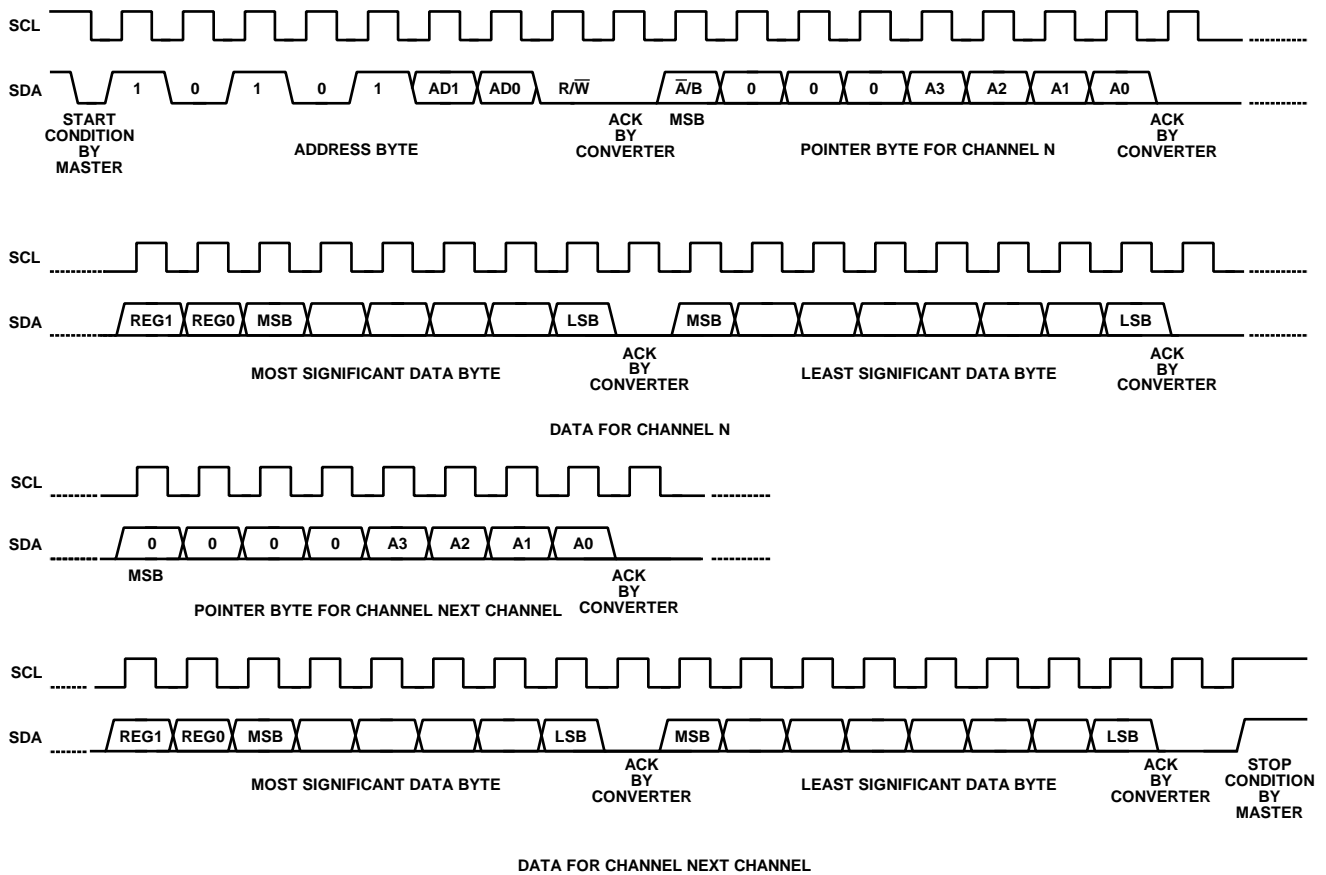 SCL
SDA 1 0 1 0 1 AD1 AD0 R/W̅ A̅/B 0 0 0 A3 A2 A1 A0
START
CONDITION
BY
MASTER
ADDRESS BYTE
ACK
BY
CONVERTER
MSB
POINTER BYTE FOR CHANNEL N
ACK
BY
CONVERTER
SCL
SDA REG1 REG0 MSB LSB MSB LSB
MOST SIGNIFICANT DATA BYTE
ACK
BY
CONVERTER
LEAST SIGNIFICANT DATA BYTE
ACK
BY
CONVERTER
DATA FOR CHANNEL N
SCL
SDA 0 0 0 0 A3 A2 A1 A0
MSB
POINTER BYTE FOR CHANNEL NEXT CHANNEL
ACK
BY
CONVERTER
SCL
SDA REG1 REG0 MSB LSB MSB LSB
MOST SIGNIFICANT DATA BYTE
ACK
BY
CONVERTER
LEAST SIGNIFICANT DATA BYTE
ACK
BY
CONVERTER
STOP
CONDITION
BY
MASTER
DATA FOR CHANNEL NEXT CHANNEL